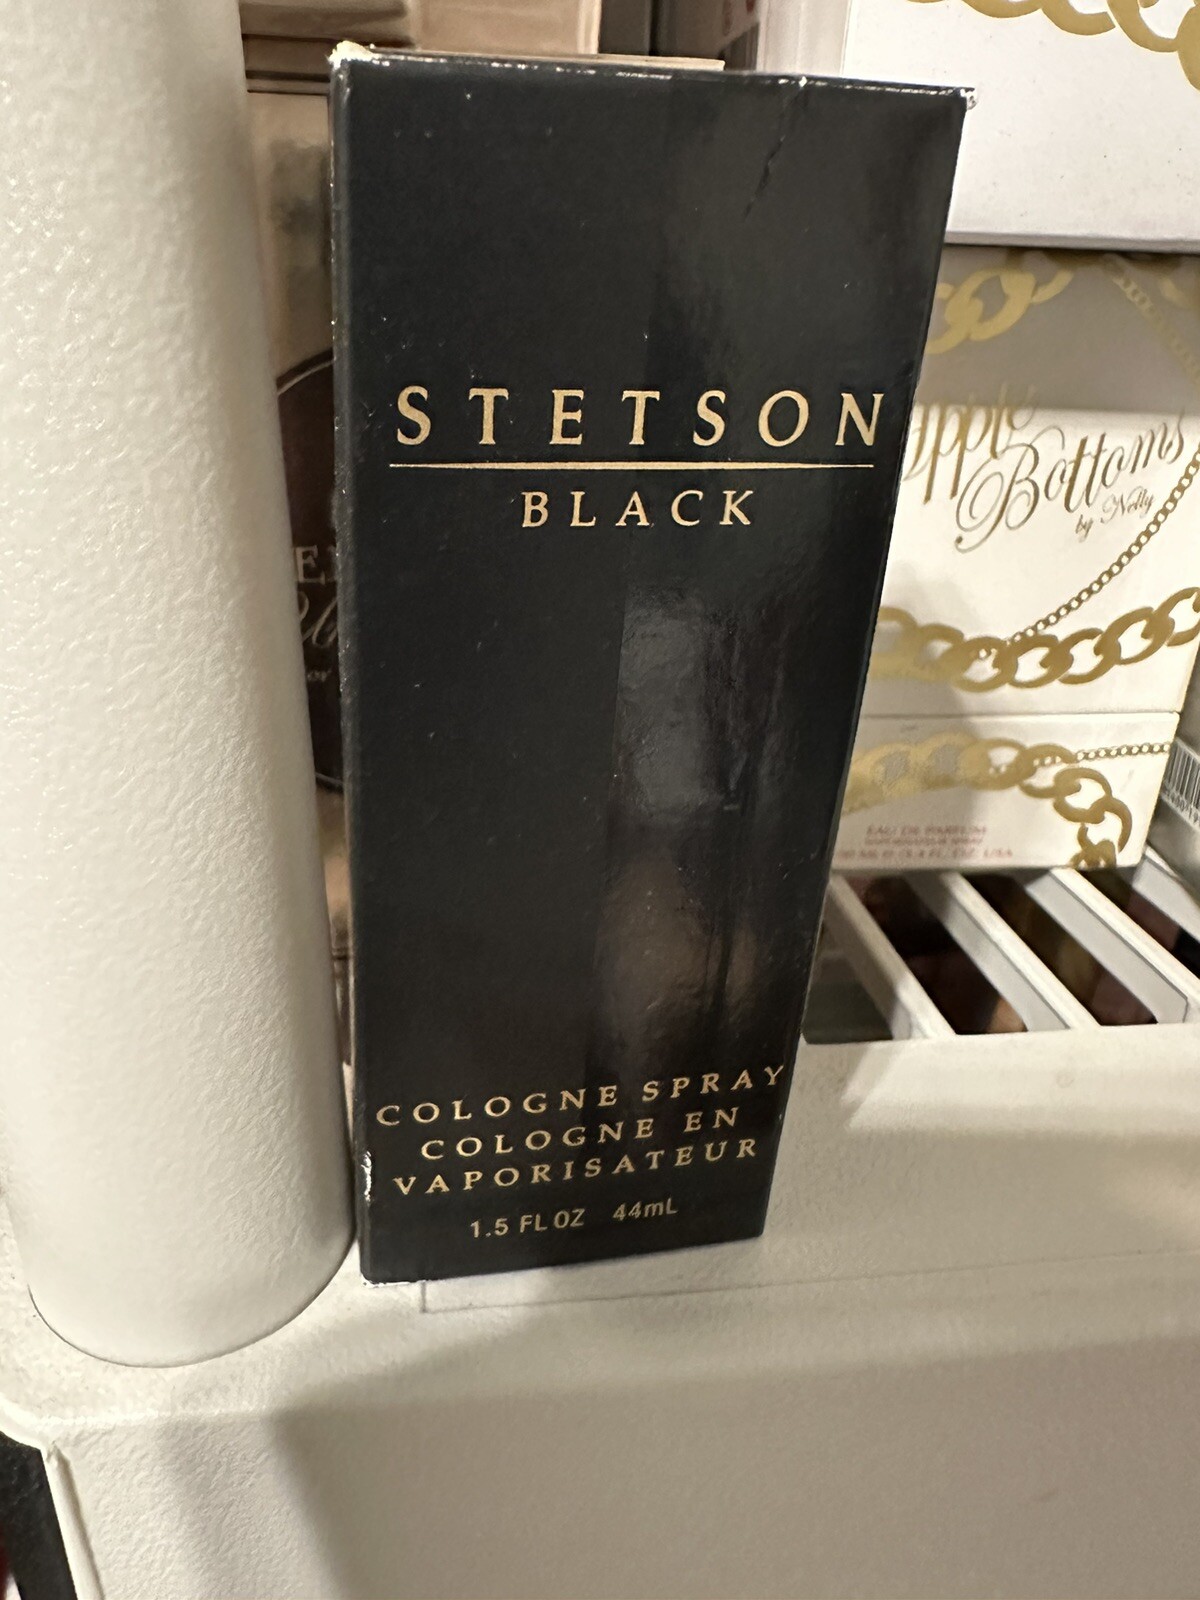 STETSON
BLACK
COLOGNE SPRAY
COLOGNE EN
VAPORISATEUR
1.5 FL OZ 44mL
Apple
Bottoms
by Nelly
EAU DE PARFUM